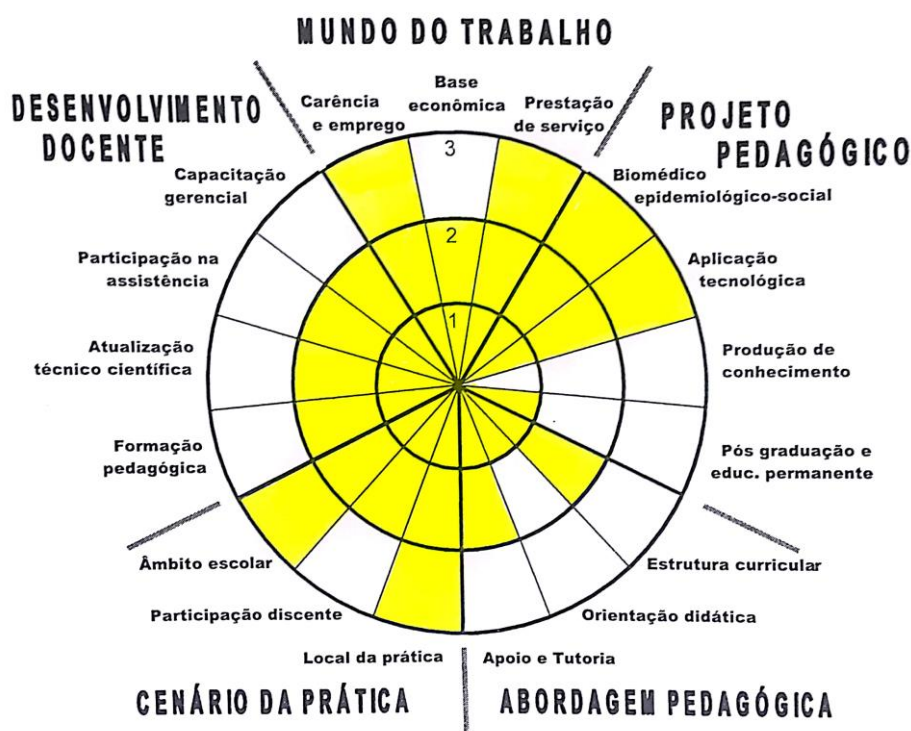 MUNDO DO TRABALHO
DESENVOLVIMENTO
DOCENTE
Carência
e emprego
Base
econômica
Prestação
de serviço
PROJETO
PEDAGÓGICO
Capacitação
gerencial
Participação na
assistência
Atualização
técnico científica
Formação
pedagógica
3
2
1
Biomédico
epidemiológico-social
Aplicação
tecnológica
Produção de
conhecimento
Pós graduação e
educ. permanente
Âmbito escolar
Participação discente
Local da prática
Estrutura curricular
Orientação didática
Apoio e Tutoria
CENÁRIO DA PRÁTICA
ABORDAGEM PEDAGÓGICA